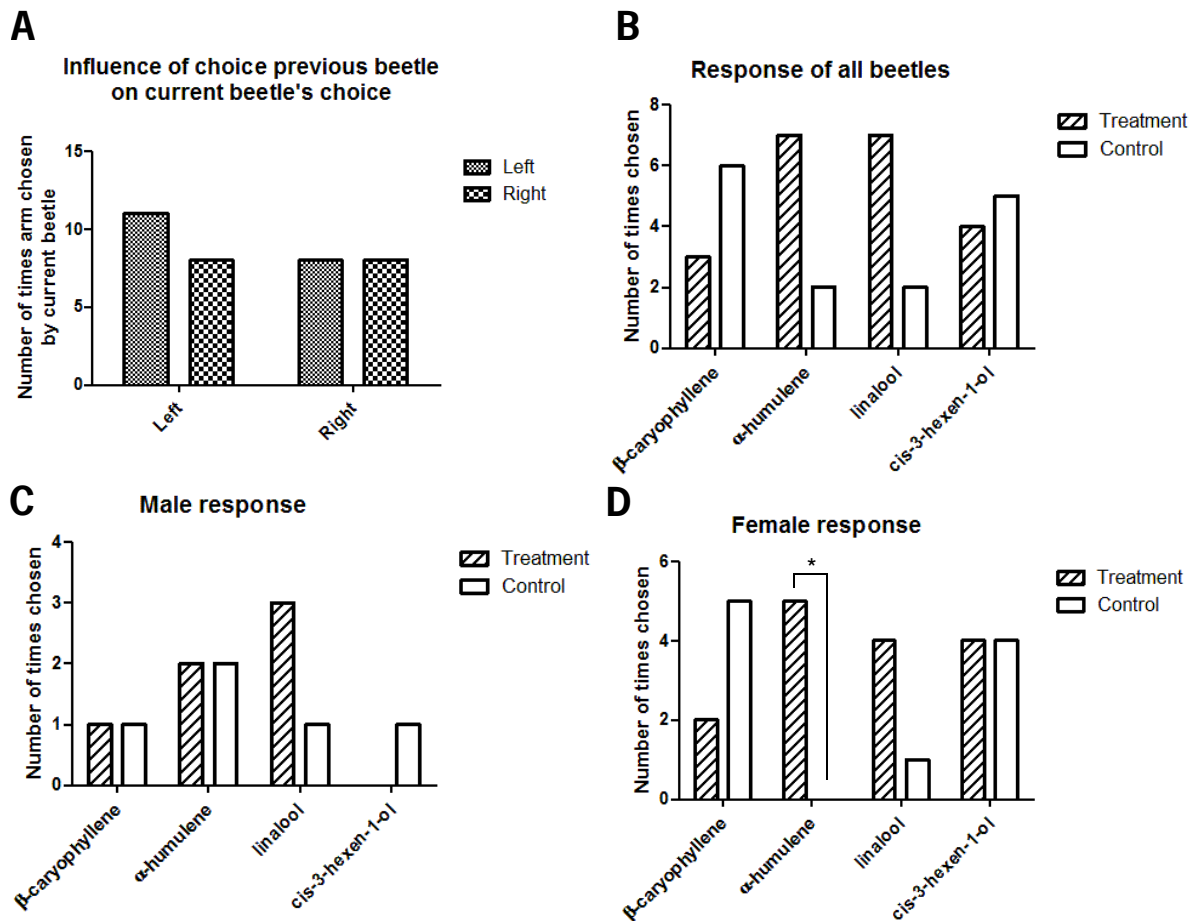 A
Influence of choice previous beetle
on current beetle's choice
Number of times arm chosen
by current beetle
15
10
5
0
Left
Right
Left
Right
B
Response of all beetles
Number of times chosen
8
6
4
2
0
β-caryophyllene
α-humulene
linalool
cis-3-hexen-1-ol
Treatment
Control
C
Male response
Number of times chosen
4
3
2
1
0
β-caryophyllene
α-humulene
linalool
cis-3-hexen-1-ol
Treatment
Control
D
Female response
Number of times chosen
6
4
2
0
*
β-caryophyllene
α-humulene
linalool
cis-3-hexen-1-ol
Treatment
Control